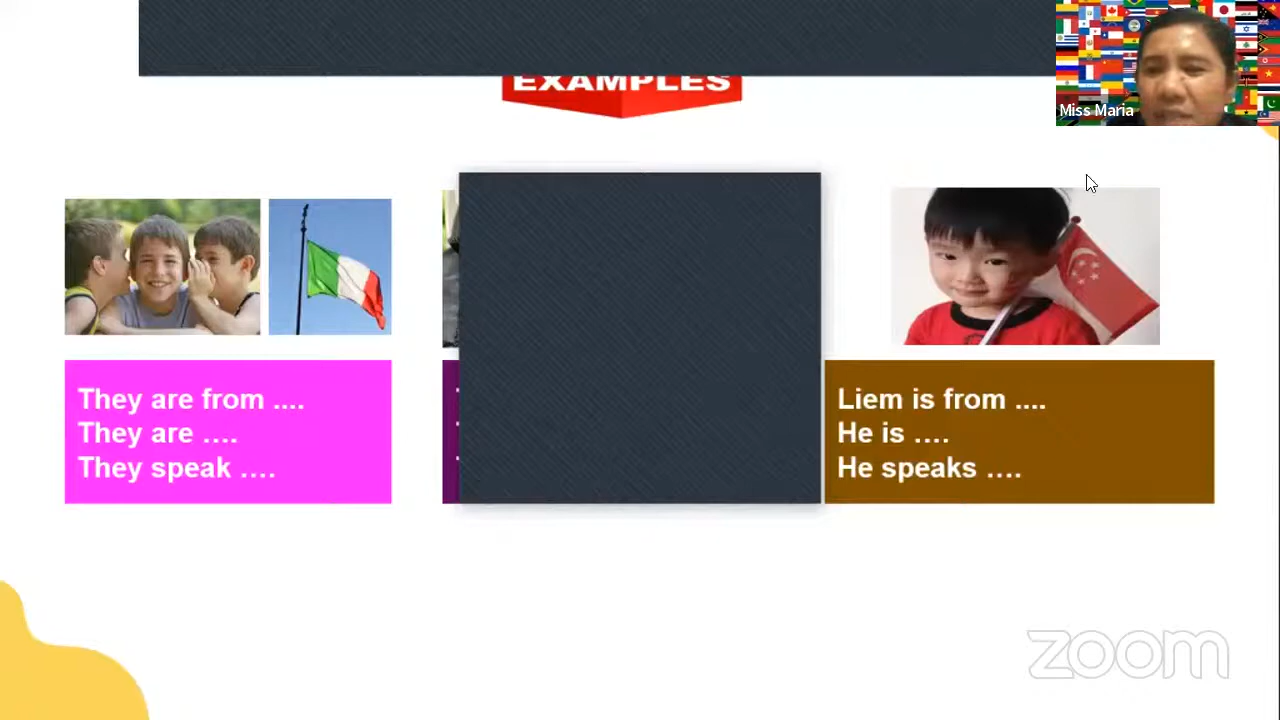 EXAMPLES
Miss Maria
They are from ....
They are ....
They speak ....
Liem is from ....
He is ....
He speaks ....
zoom